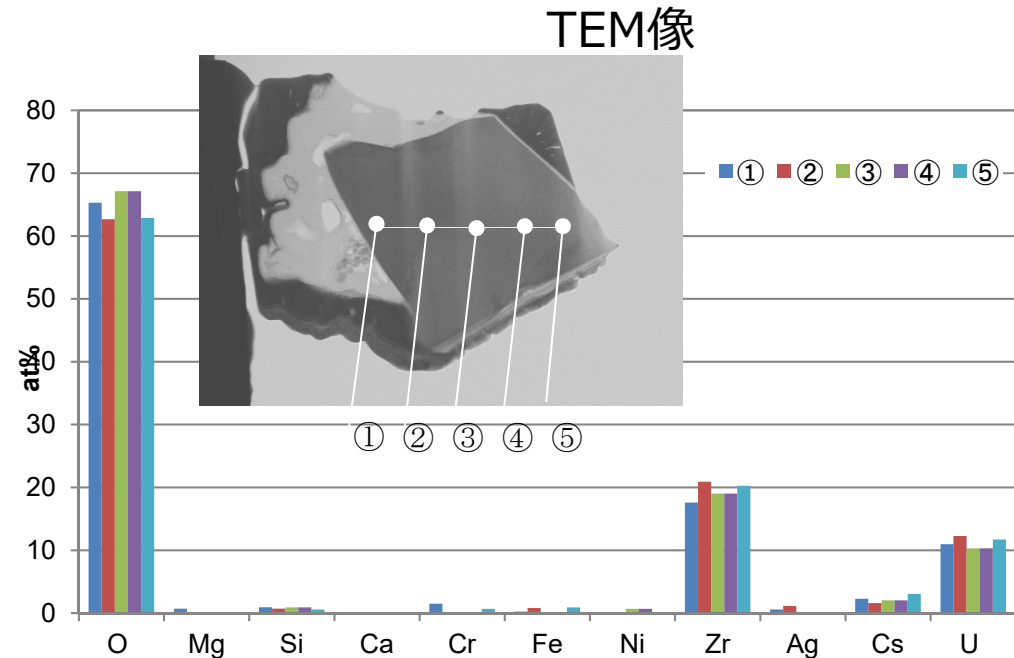 TEM像
80
70
60
50
40
30
20
10
0
at%
① ② ③ ④ ⑤
① ② ③ ④ ⑤
O Mg Si Ca Cr Fe Ni Zr Ag Cs U